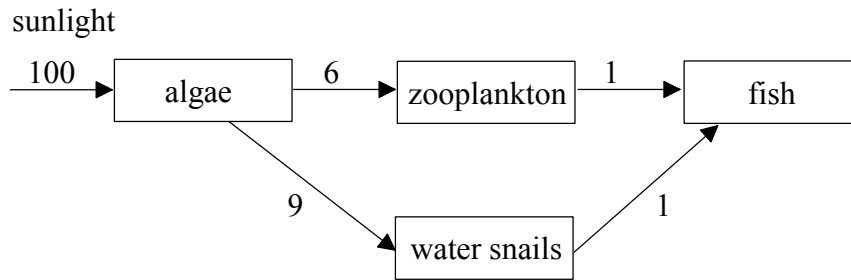 sunlight
100
algae
6
zooplankton
1
fish
9
water snails
1